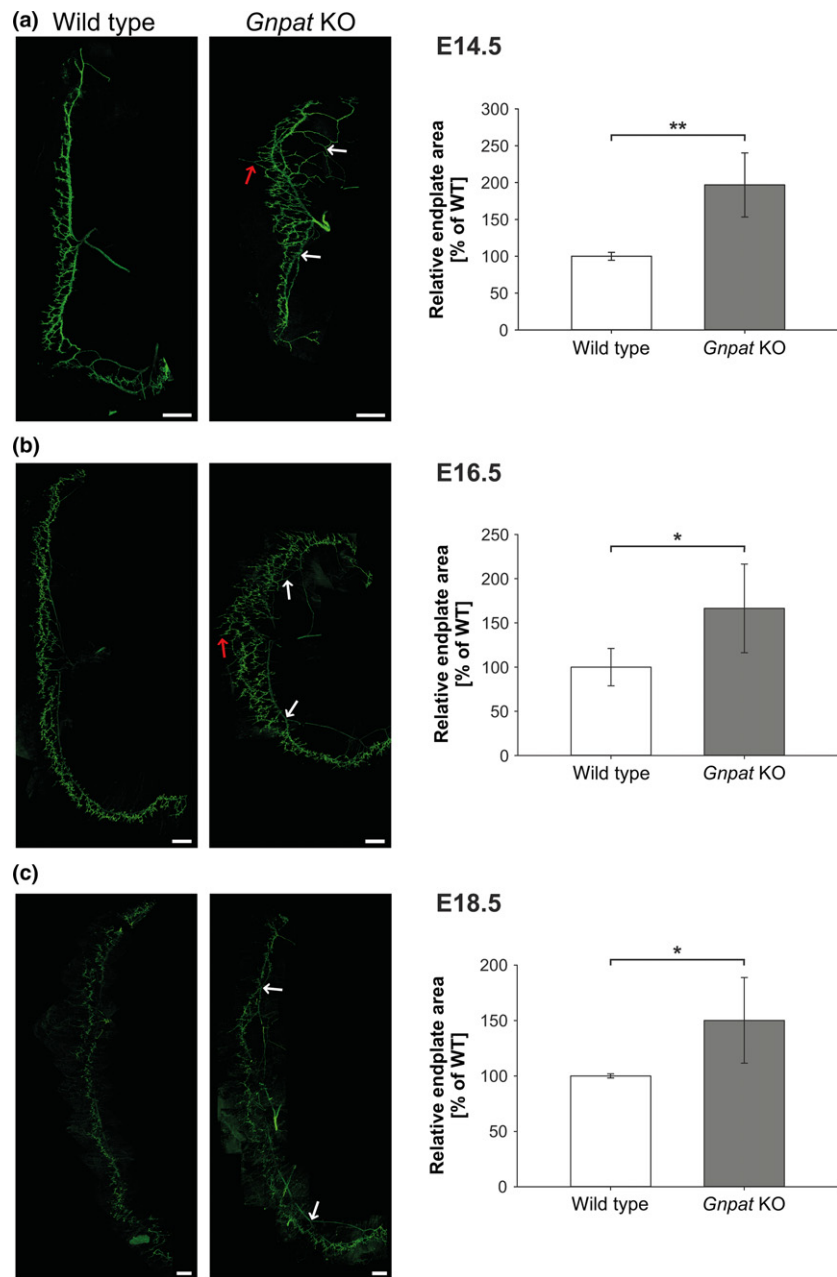 (a) Wild type Gnpat KO
E14.5
300
250
200
150
100
50
0
Relative endplate area
[% of WT]
**
Wild type Gnpat KO
(b)
E16.5
250
200
150
100
50
0
Relative endplate area
[% of WT]
*
Wild type Gnpat KO
(c)
E18.5
200
150
100
50
0
Relative endplate area
[% of WT]
*
Wild type Gnpat KO